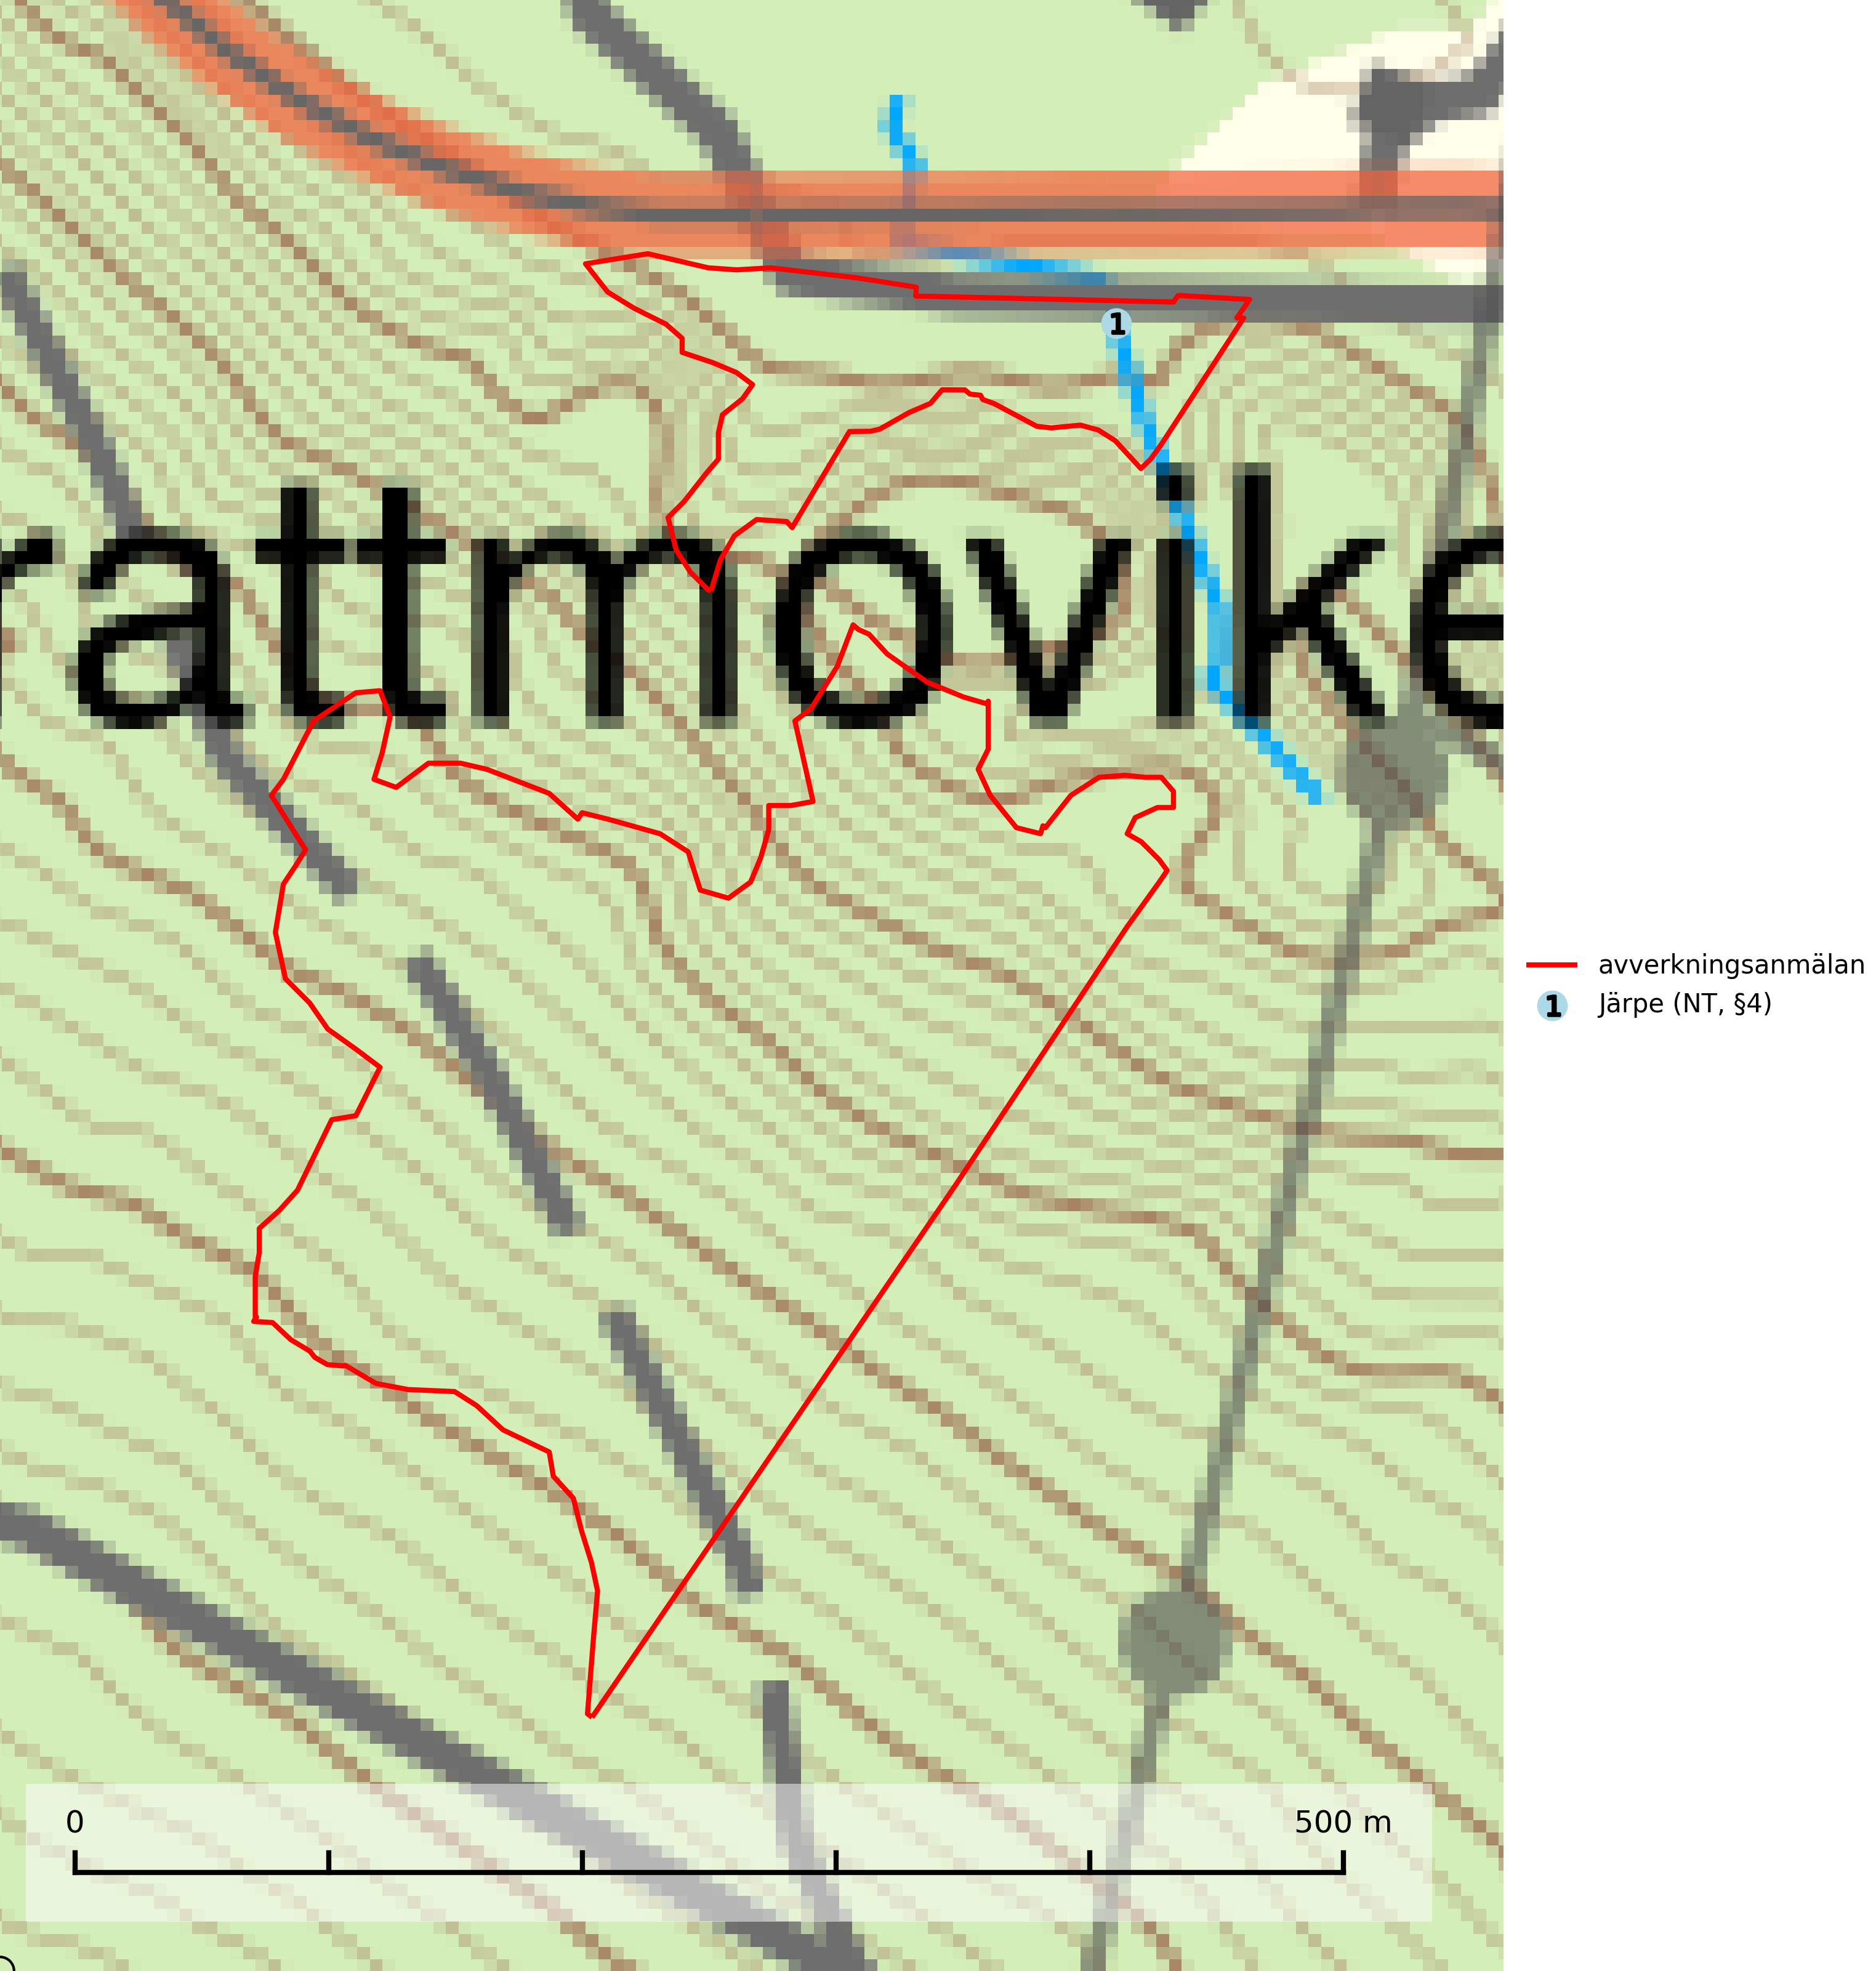 rattmovike
avverkningsanmälan
1 Järpe (NT, §4)
1
0 500 m